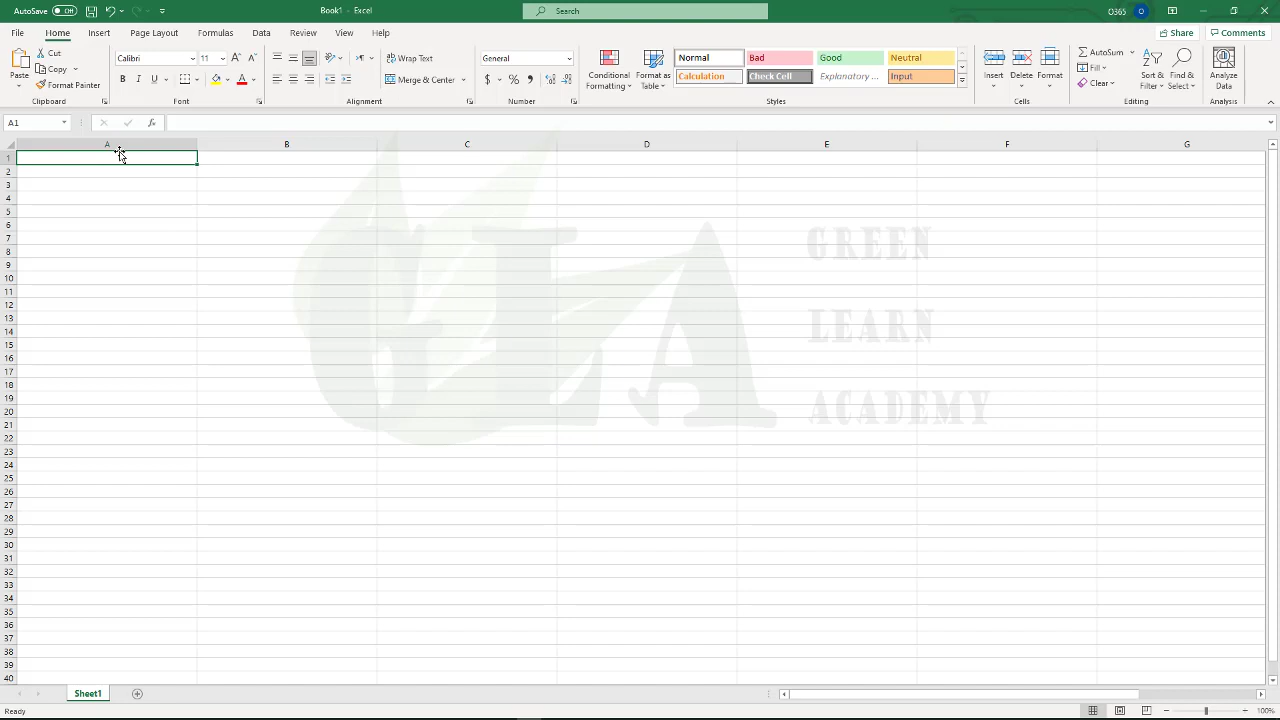 AutoSave Off Book1 - Excel Search O365
File Home Insert Page Layout Formulas Data Review View Help Share Comments
Paste Cut Copy Format Painter
Calibri 11 A A
B I U A
Wrap Text
Merge & Center
General
$ %
Conditional Formatting Format as Table
Normal Bad Good Neutral
Calculation Check Cell Explanatory ... Input
Insert Delete Format
AutoSum Fill Clear
Sort & Filter Find & Select Analyze Data
Clipboard Font Alignment Number Styles Cells Editing Analysis
A1 fx
A B C D E F G
1
2
3
4
5
6
7
8
9
10
11
12
13
14
15
16
17
18
19
20
21
22
23
24
25
26
27
28
29
30
31
32
33
34
35
36
37
38
39
40
GLA
GREEN
LEARN
ACADEMY
Sheet1
Ready 100%